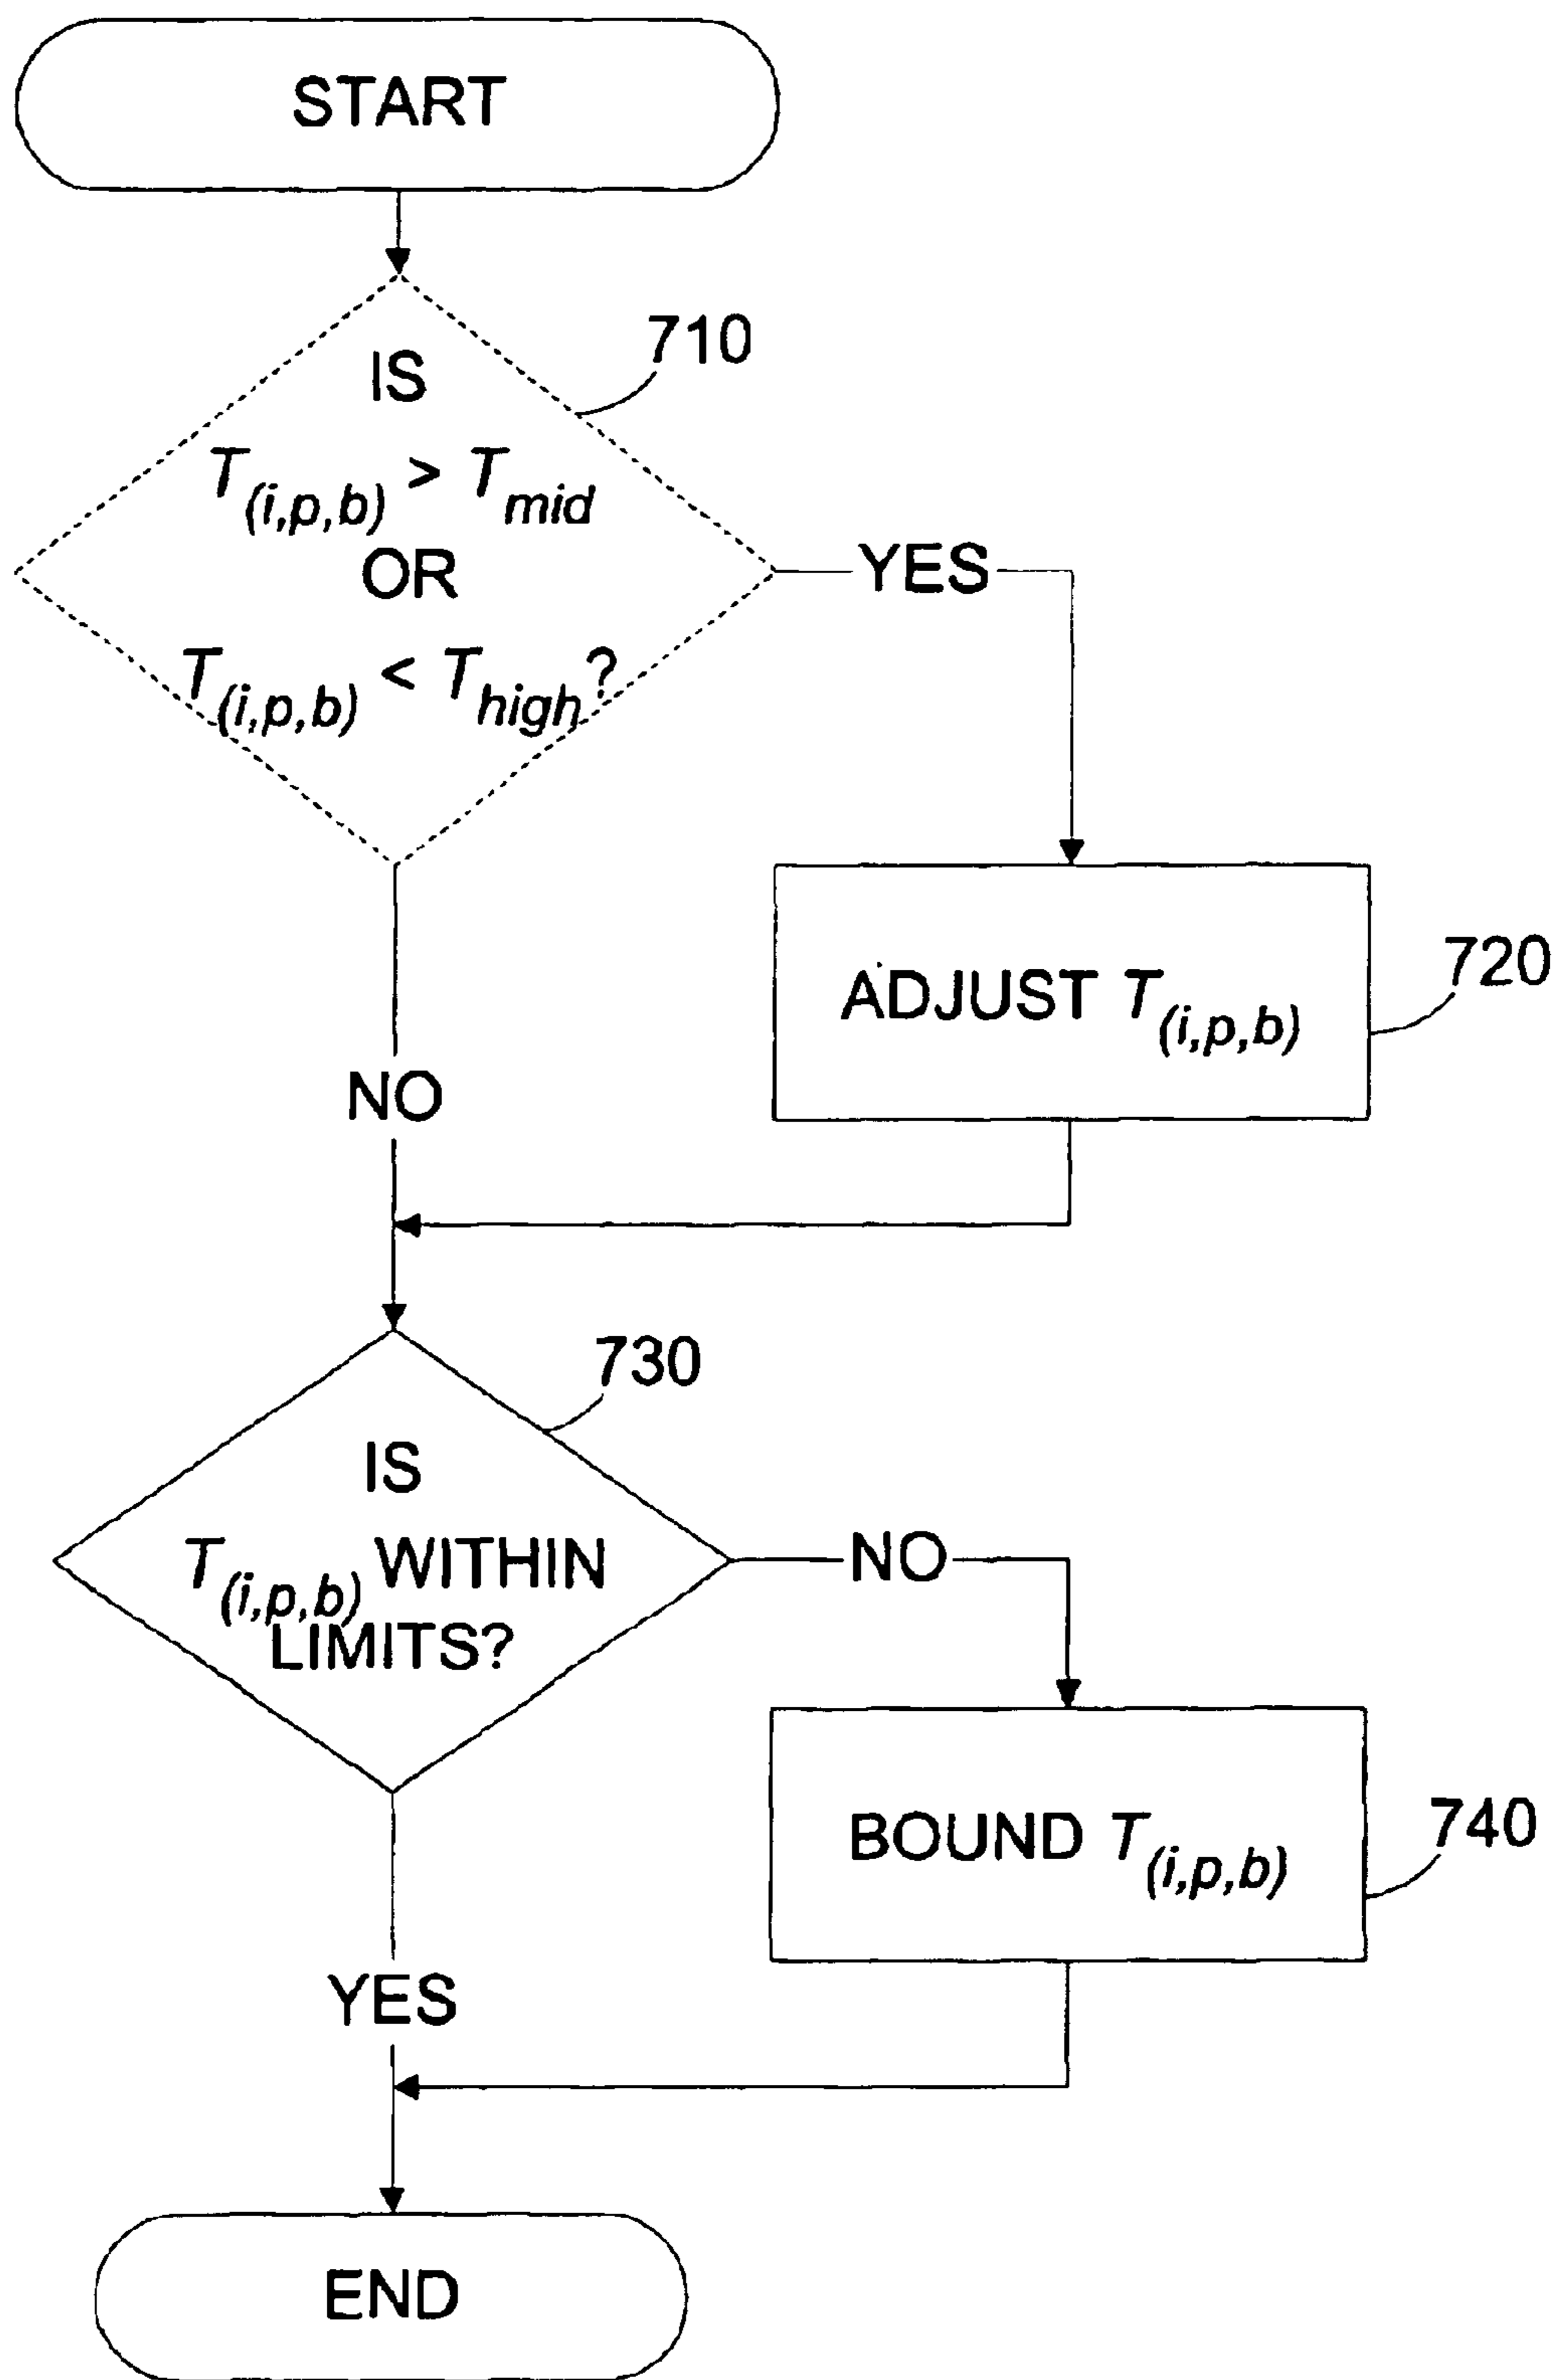 START
710
IS
T(i,p,b) > Tmid
OR
T(i,p,b) < Thigh?
YES
ADJUST T(i,p,b)
720
NO
730
IS
T(i,p,b) WITHIN
LIMITS?
NO
BOUND T(i,p,b)
740
YES
END